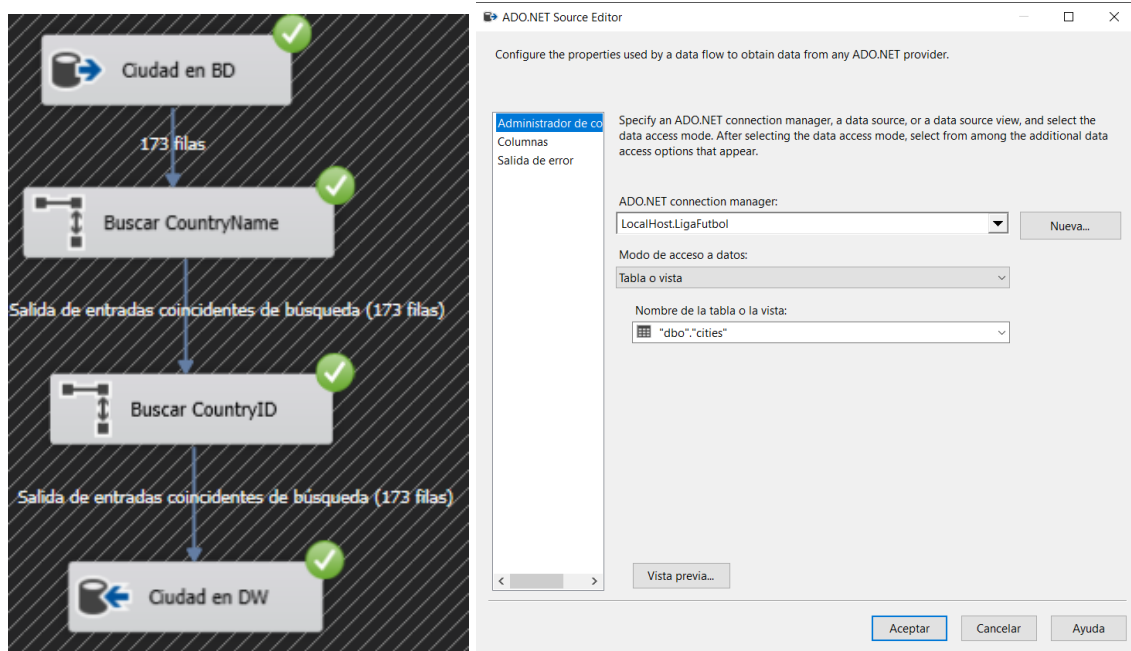 Ciudad en BD
173 filas
Buscar CountryName
Salida de entradas coincidentes de búsqueda (173 filas)
Buscar CountryID
Salida de entradas coincidentes de búsqueda (173 filas)
Ciudad en DW
ADO.NET Source Editor
Configure the properties used by a data flow to obtain data from any ADO.NET provider.
Administrador de co
Columnas
Salida de error
Specify an ADO.NET connection manager, a data source, or a data source view, and select the
data access mode. After selecting the data access mode, select from among the additional data
access options that appear.
ADO.NET connection manager:
LocalHost.LigaFutbol
Nueva...
Modo de acceso a datos:
Tabla o vista
Nombre de la tabla o la vista:
"dbo"."cities"
Vista previa...
Aceptar
Cancelar
Ayuda